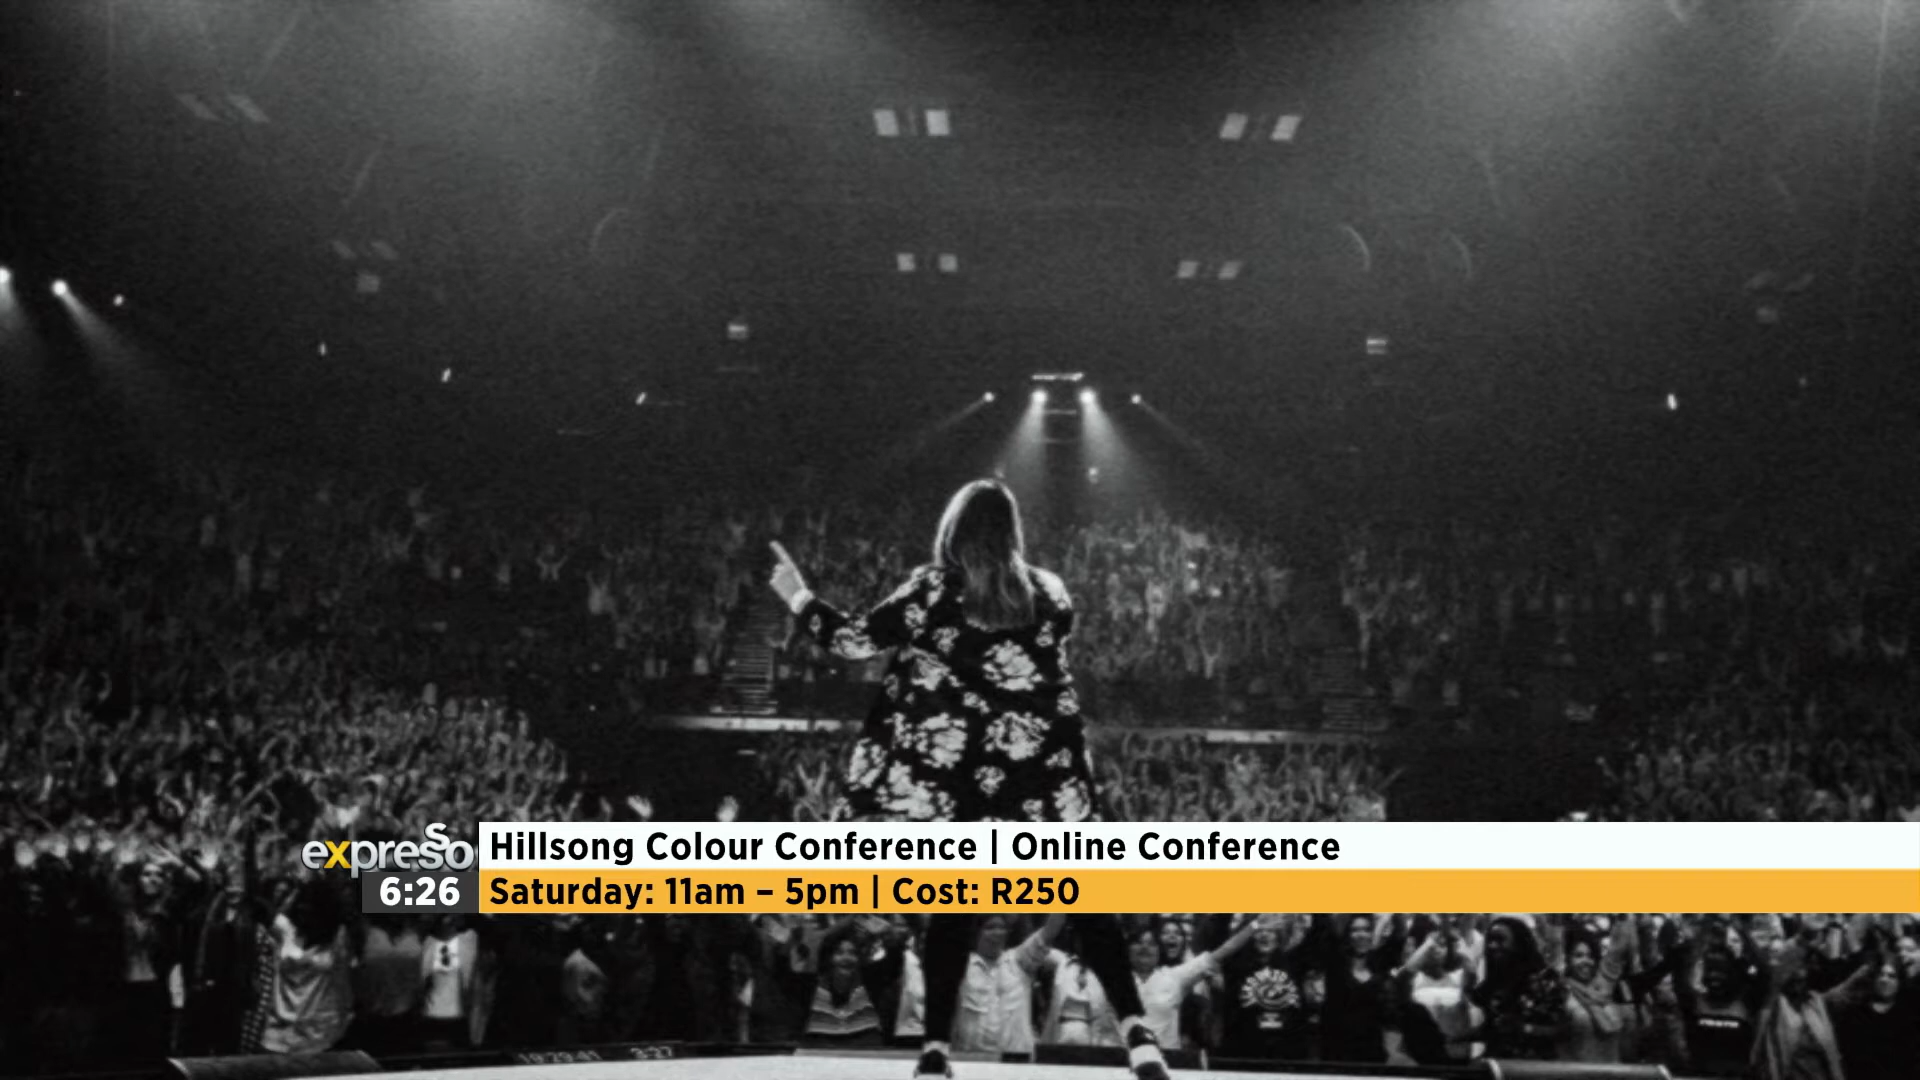 expresso
Hillsong Colour Conference | Online Conference
6:26
Saturday: 11am – 5pm | Cost: R250